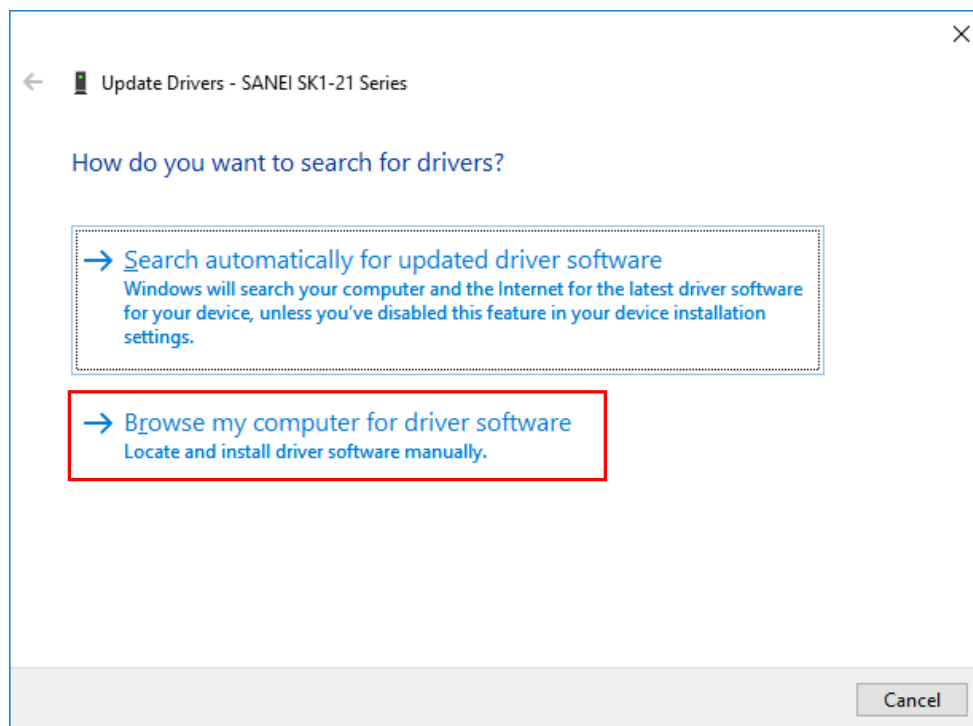 Update Drivers - SANEI SK1-21 Series
How do you want to search for drivers?
Search automatically for updated driver software
Windows will search your computer and the Internet for the latest driver software
for your device, unless you've disabled this feature in your device installation
settings.
Browse my computer for driver software
Locate and install driver software manually.
Cancel